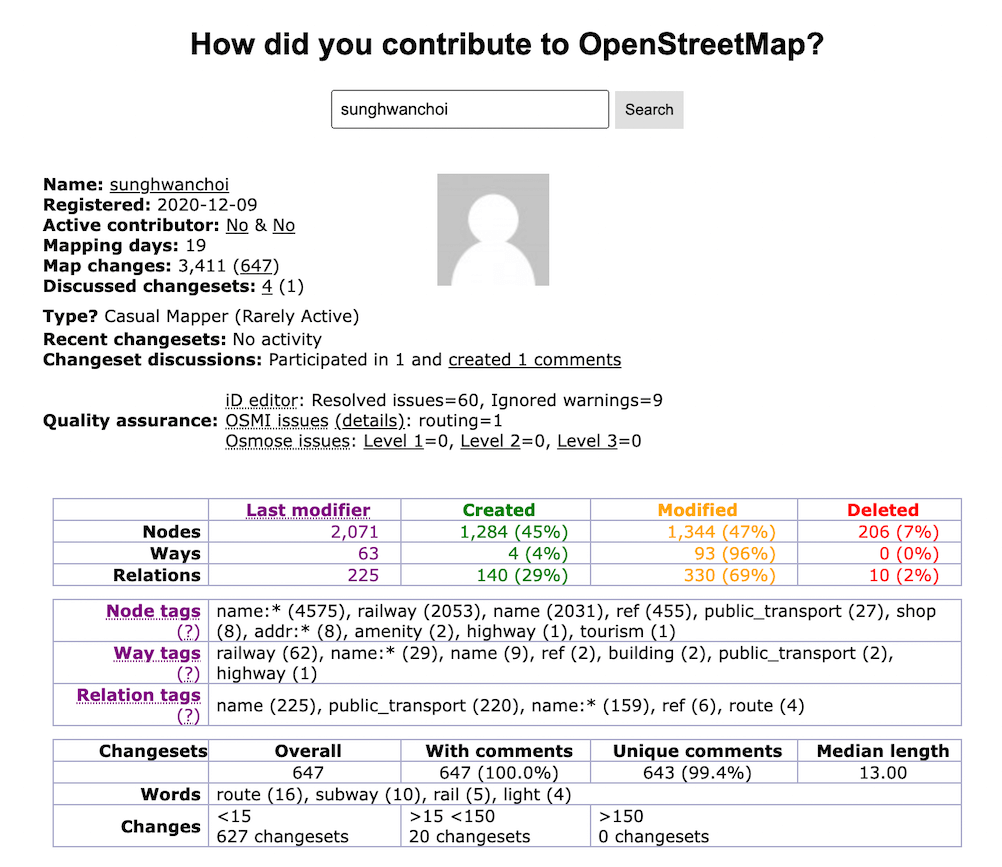 How did you contribute to OpenStreetMap?
sunghwanchoi Search
Name: sunghwanchoi
Registered: 2020-12-09
Active contributor: No & No
Mapping days: 19
Map changes: 3,411 (647)
Discussed changesets: 4 (1)
Type? Casual Mapper (Rarely Active)
Recent changesets: No activity
Changeset discussions: Participated in 1 and created 1 comments
Quality assurance:
iD editor: Resolved issues=60, Ignored warnings=9
OSMI issues (details): routing=1
Osmose issues: Level 1=0, Level 2=0, Level 3=0
Last modifier Created Modified Deleted
Nodes 2,071 1,284 (45%) 1,344 (47%) 206 (7%)
Ways 63 4 (4%) 93 (96%) 0 (0%)
Relations 225 140 (29%) 330 (69%) 10 (2%)
Node tags (?)
name:* (4575), railway (2053), name (2031), ref (455), public_transport (27), shop
(8), addr:* (8), amenity (2), highway (1), tourism (1)
Way tags (?)
railway (62), name:* (29), name (9), ref (2), building (2), public_transport (2),
highway (1)
Relation tags (?)
name (225), public_transport (220), name:* (159), ref (6), route (4)
Changesets Overall With comments Unique comments Median length
647 647 (100.0%) 643 (99.4%) 13.00
Words route (16), subway (10), rail (5), light (4)
Changes
<15 >15 <150 >150
627 changesets 20 changesets 0 changesets